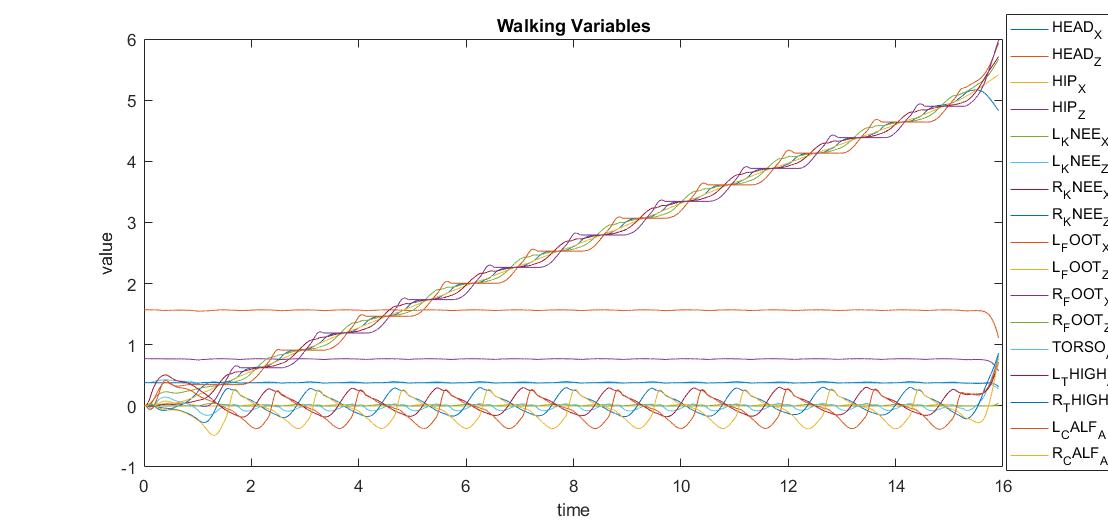 Walking Variables
6
5
4
3
2
1
0
-1
value
0 2 4 6 8 10 12 14 16
time
HEAD_X
HEAD_Z
HIP_X
HIP_Z
L_KNEE_X
L_KNEE_Z
R_KNEE_X
R_KNEE_Z
L_FOOT_X
L_FOOT_Z
R_FOOT_X
R_FOOT_Z
TORSO
L_THIGH
R_THIGH
L_CALF_A
R_CALF_A